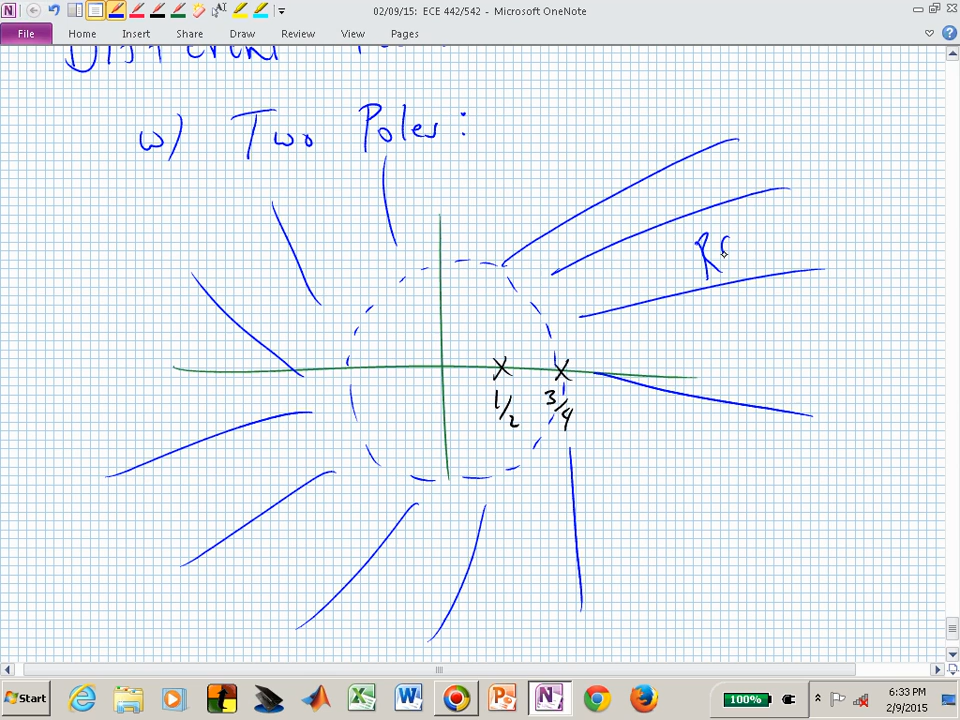 02/09/15: ECE 442/542 - Microsoft OneNote
File Home Insert Share Draw Review View Pages
Different
w/ Two Poles:
R
1/2 3/4
Start
100% 6:33 PM
2/9/2015